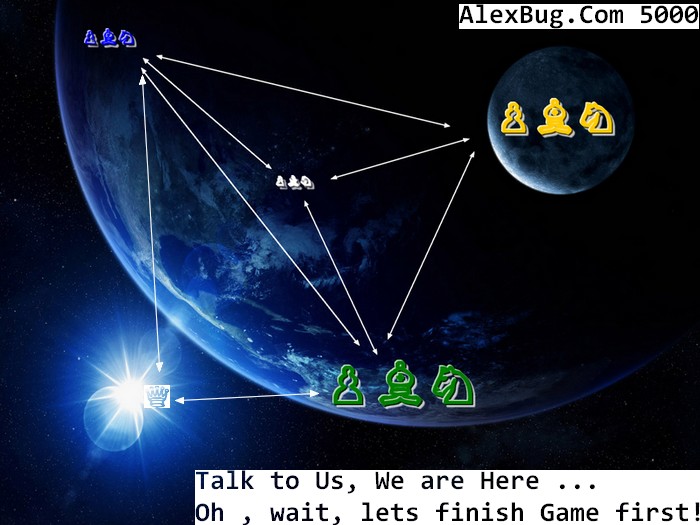 AlexBug.Com 5000
Talk to Us, We are Here ...
Oh , wait, lets finish Game first!